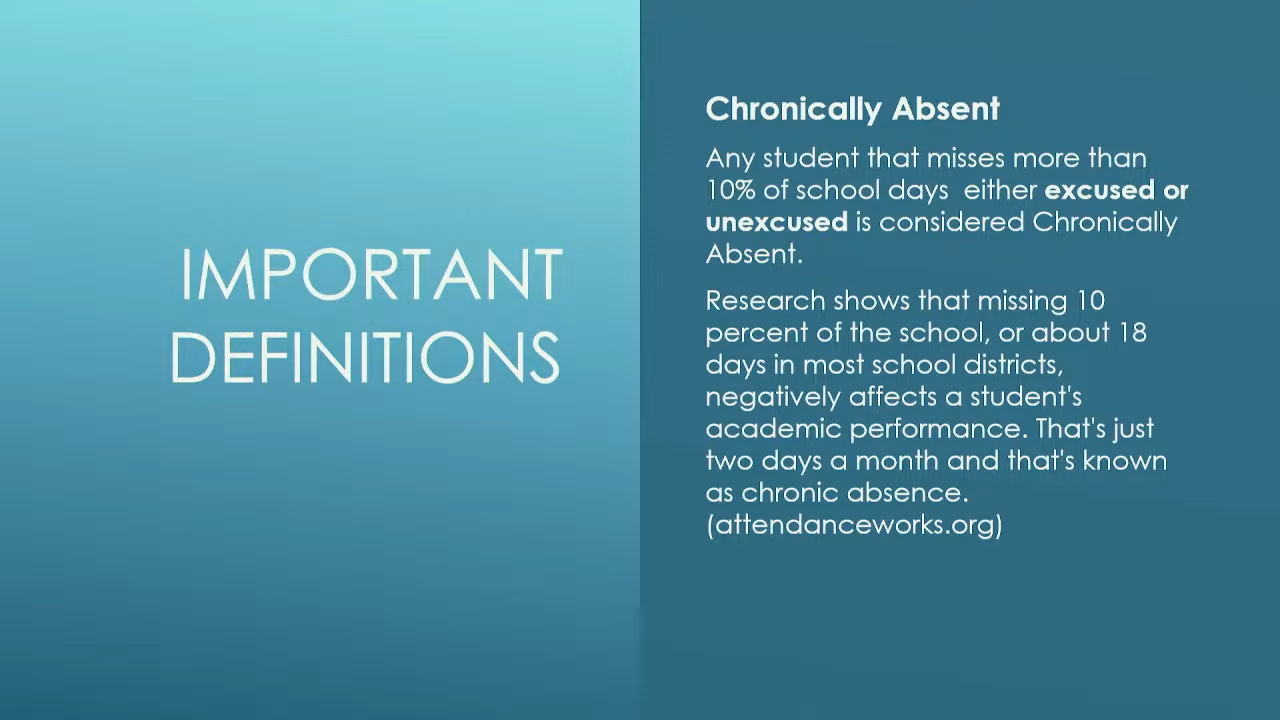 IMPORTANT
DEFINITIONS
Chronically Absent
Any student that misses more than
10% of school days  either excused or
unexcused is considered Chronically
Absent.
Research shows that missing 10
percent of the school, or about 18
days in most school districts,
negatively affects a student's
academic performance. That's just
two days a month and that's known
as chronic absence.
(attendanceworks.org)